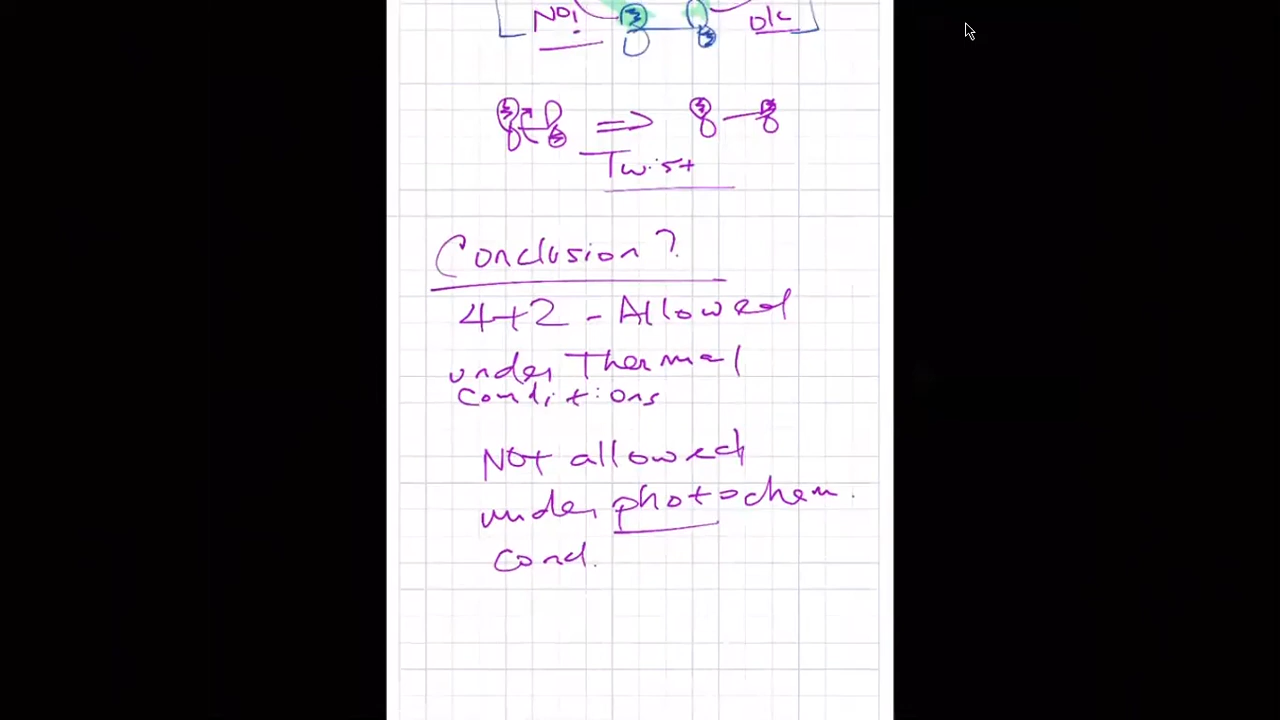 NO! OK
Twist
Conclusion?
4+2 - Allowed
under Thermal
conditions
Not allowed
under photochem.
cond.